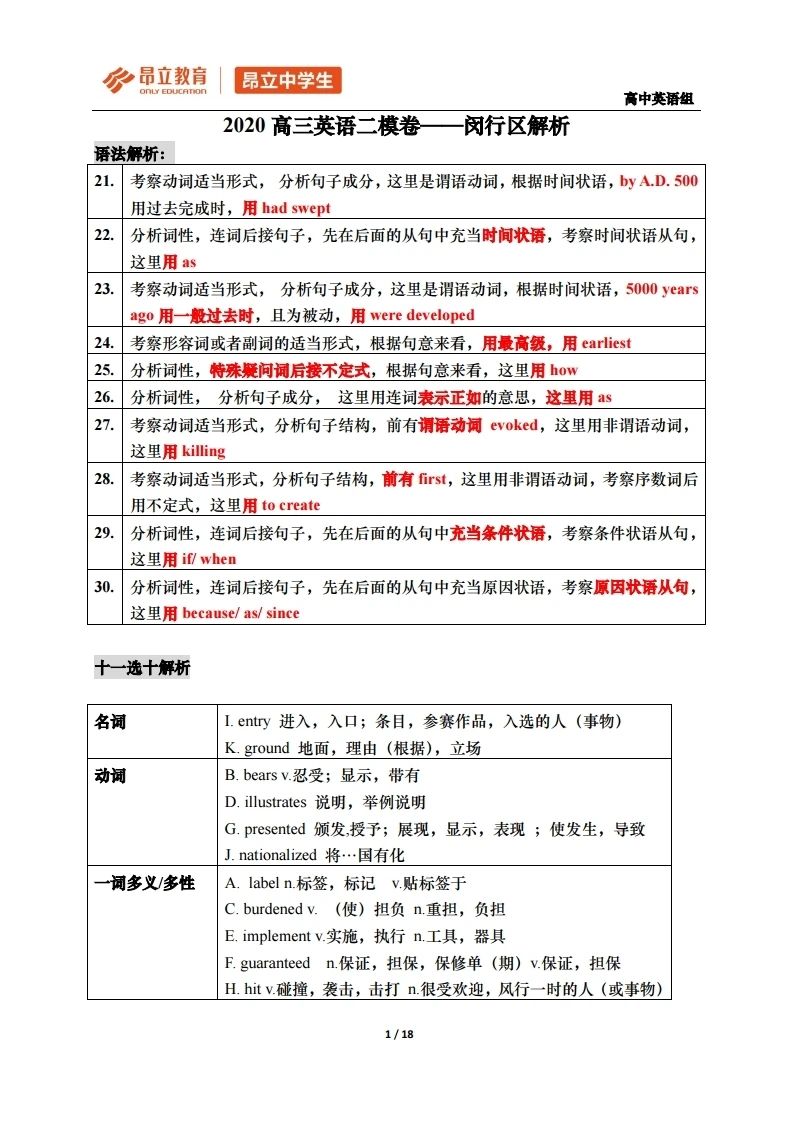 昂立教育
ONLY EDUCATION
昂立中学生
高中英语组
2020 高三英语二模卷——闵行区解析
语法解析：
21. 考察动词适当形式， 分析句子成分，这里是谓语动词，根据时间状语，by A.D. 500
用过去完成时，用 had swept
22. 分析词性，连词后接句子，先在后面的从句中充当时间状语，考察时间状语从句，
这里用 as
23. 考察动词适当形式， 分析句子成分，这里是谓语动词，根据时间状语，5000 years
ago 用一般过去时，且为被动，用 were developed
24. 考察形容词或者副词的适当形式，根据句意来看，用最高级，用 earliest
25. 分析词性，特殊疑问词后接不定式，根据句意来看，这里用 how
26. 分析词性， 分析句子成分， 这里用连词表示正如的意思，这里用 as
27. 考察动词适当形式，分析句子结构，前有谓语动词 evoked，这里用非谓语动词，
这里用 killing
28. 考察动词适当形式，分析句子结构，前有 first，这里用非谓语动词，考察序数词后
用不定式，这里用 to create
29. 分析词性，连词后接句子，先在后面的从句中充当条件状语，考察条件状语从句，
这里用 if/ when
30. 分析词性，连词后接句子，先在后面的从句中充当原因状语，考察原因状语从句，
这里用 because/ as/ since
十一选十解析
名词 I. entry 进入，入口；条目，参赛作品，入选的人（事物）
K. ground 地面，理由（根据），立场
动词 B. bears v.忍受；显示，带有
D. illustrates 说明，举例说明
G. presented 颁发,授予；展现，显示，表现 ；使发生，导致
J. nationalized 将…国有化
一词多义/多性 A. label n.标签，标记 v.贴标签于
C. burdened v. （使）担负 n.重担，负担
E. implement v.实施，执行 n.工具，器具
F. guaranteed n.保证，担保，保修单（期）v.保证，担保
H. hit v.碰撞，袭击，击打 n.很受欢迎，风行一时的人（或事物）
1 / 18